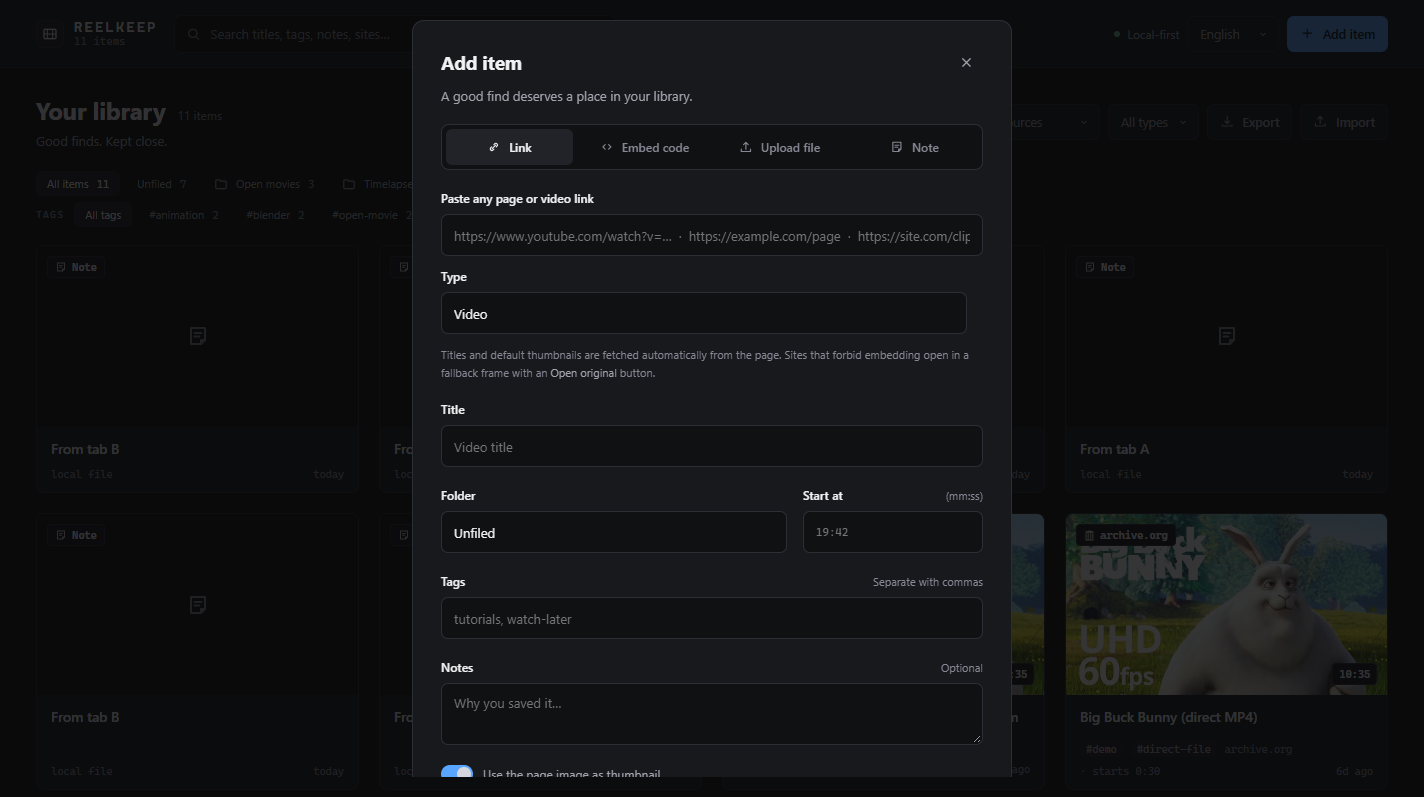 REELKEEP
11 items
Search titles, tags, notes, sites...
Local-first
English
Add item
Your library
11 items
Good finds. Kept close.
All types
Export
Import
All items 11
Unfiled 7
Open movies 3
TAGS
All tags
#animation 2
#blender 2
#open-movie 2
Add item
A good find deserves a place in your library.
Link
Embed code
Upload file
Note
Paste any page or video link
https://www.youtube.com/watch?v=... · https://example.com/page · https://site.com/clip
Type
Video
Titles and default thumbnails are fetched automatically from the page. Sites that forbid embedding open in a
fallback frame with an Open original button.
Title
Video title
Folder
Unfiled
Start at
(mm:ss)
19:42
Tags
Separate with commas
tutorials, watch-later
Notes
Optional
Why you saved it...
Use the page image as thumbnail
Note
From tab B
local file
today
Note
From tab A
local file
today
Note
From tab B
local file
today
archive.org
BIG BUCK
BUNNY
UHD
60fps
10:35
Big Buck Bunny (direct MP4)
#demo
#direct-file
archive.org
· starts 0:30
6d ago